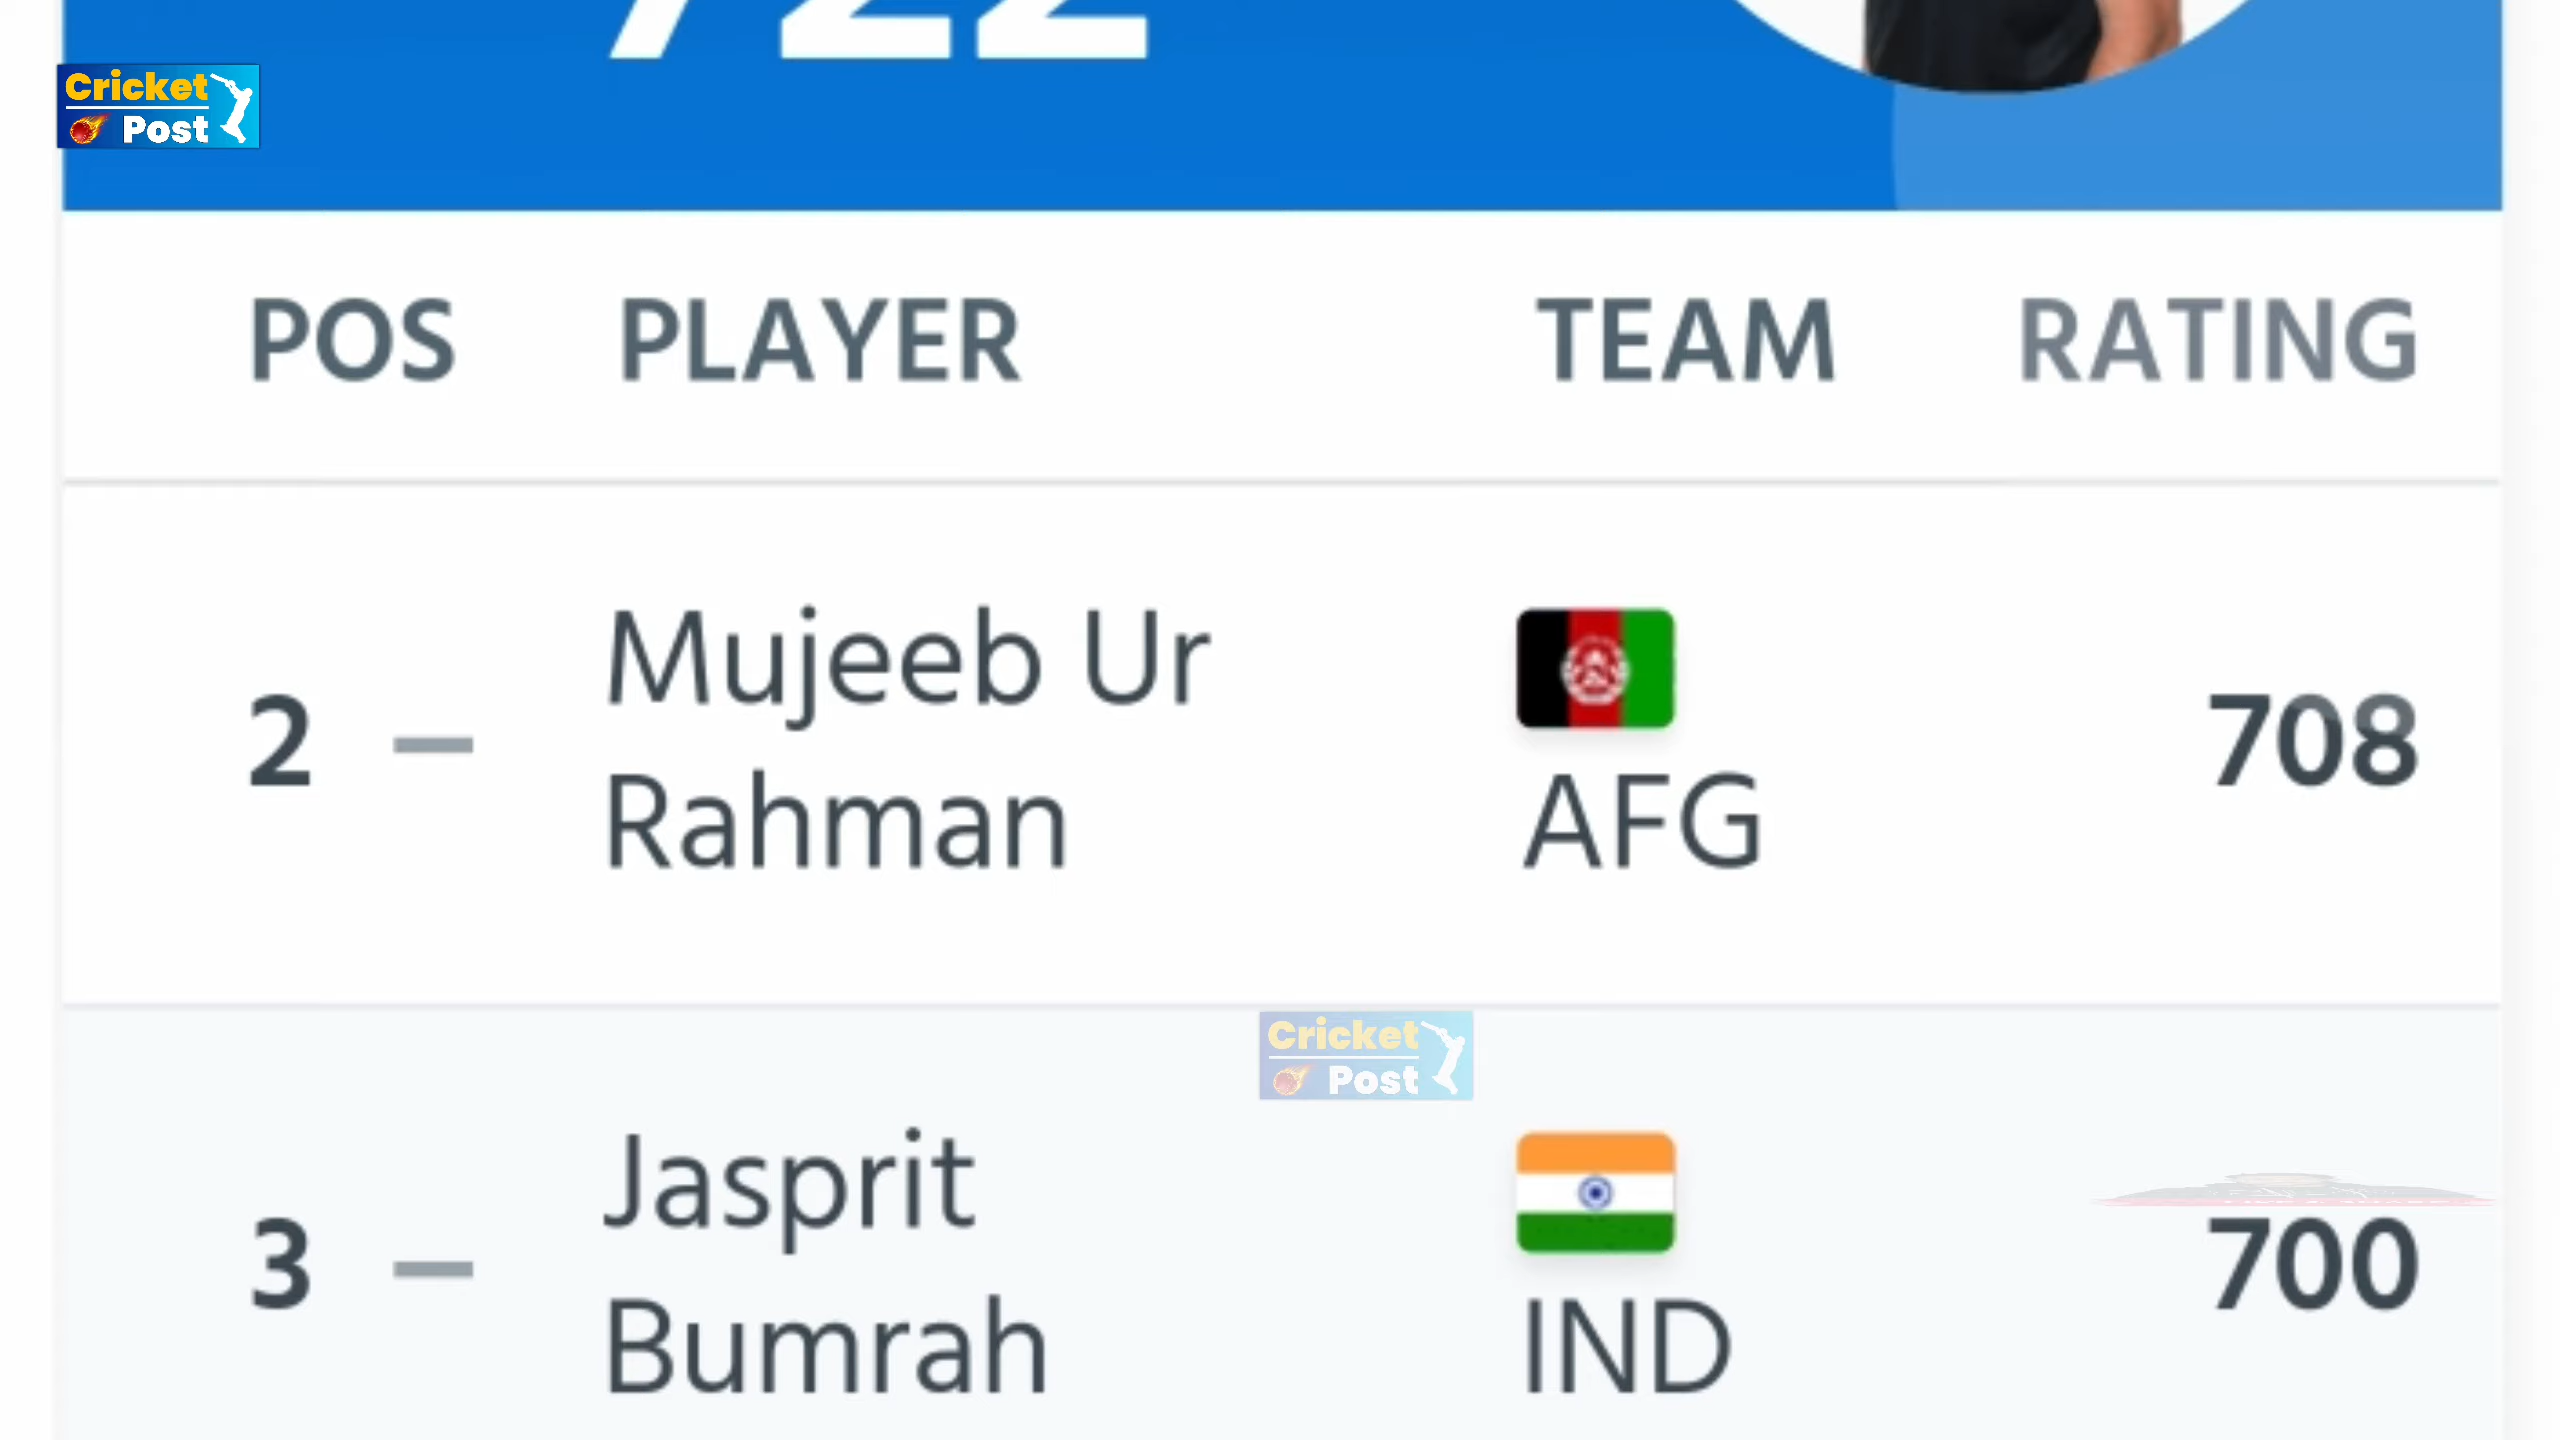 722
Cricket
Post
POS PLAYER TEAM RATING
2 – Mujeeb Ur Rahman AFG 708
Cricket
Post
3 – Jasprit Bumrah IND 700